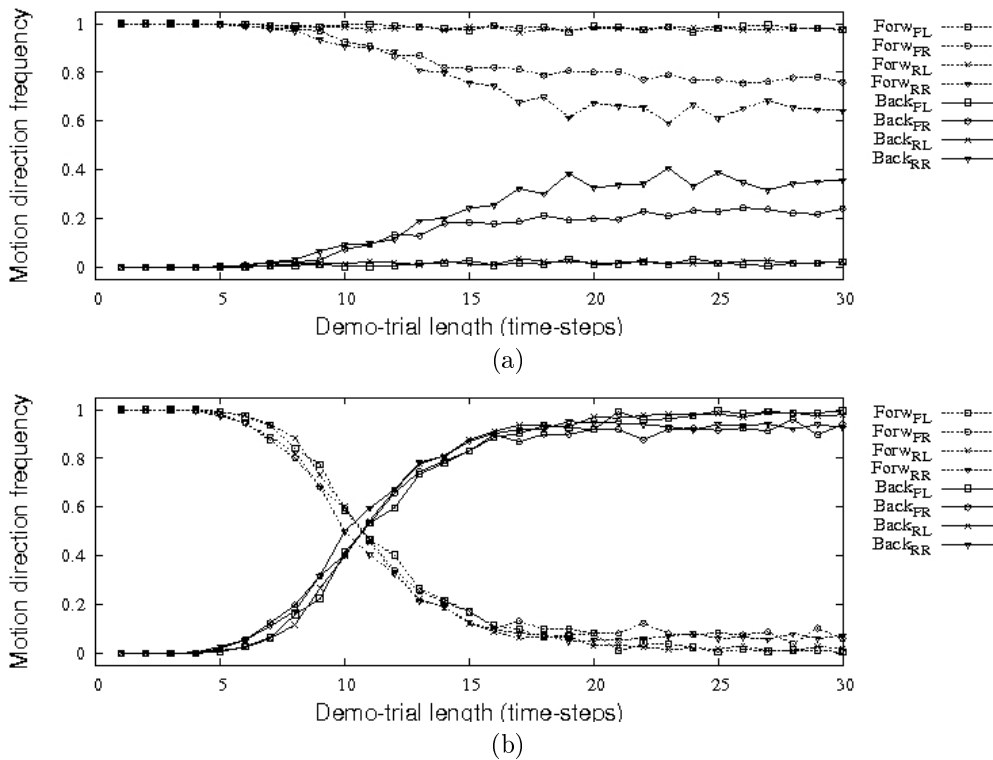 (a)
Motion direction frequency
1
0.8
0.6
0.4
0.2
0
0 5 10 15 20 25 30
Demo-trial length (time-steps)
Forw_FL
Forw_FR
Forw_RL
Forw_RR
Back_FL
Back_FR
Back_RL
Back_RR
(b)
Motion direction frequency
1
0.8
0.6
0.4
0.2
0
0 5 10 15 20 25 30
Demo-trial length (time-steps)
Forw_FL
Forw_FR
Forw_RL
Forw_RR
Back_FL
Back_FR
Back_RL
Back_RR